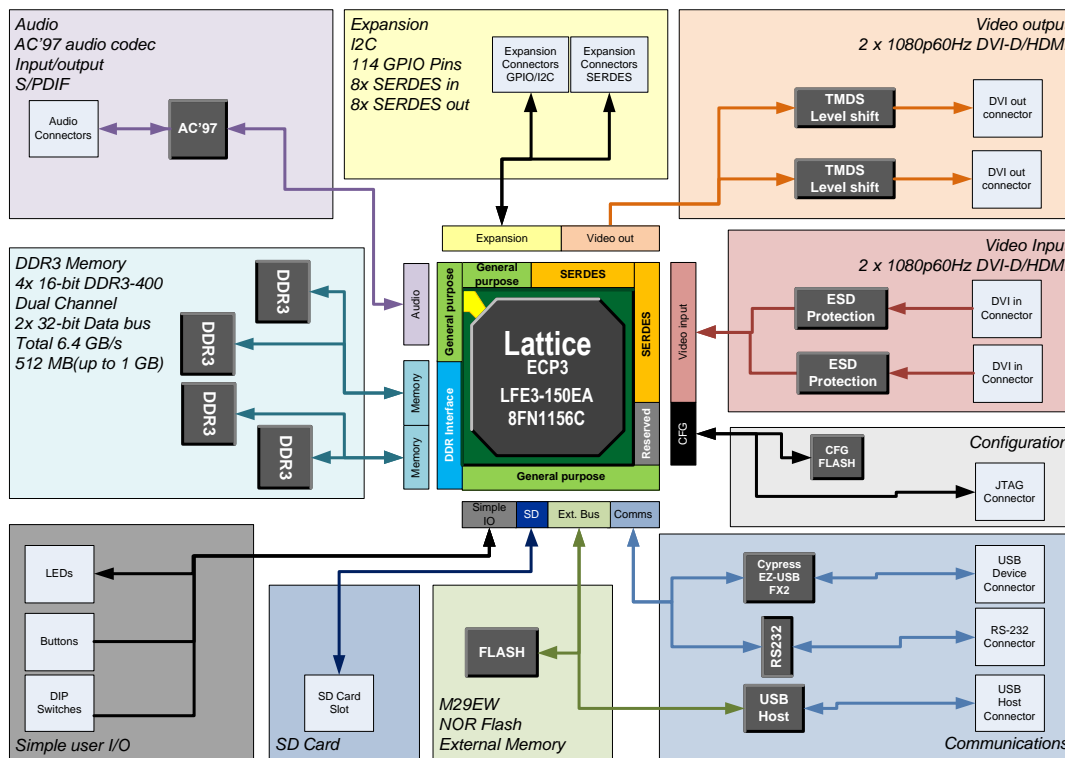 Audio
AC'97 audio codec
Input/output
S/PDIF
Audio
Connectors
AC'97
Expansion
I2C
114 GPIO Pins
8x SERDES in
8x SERDES out
Expansion
Connectors
GPIO/I2C
Expansion
Connectors
SERDES
Video output
2 x 1080p60Hz DVI-D/HDMI
TMDS
Level shift
DVI out
connector
TMDS
Level shift
DVI out
connector
Expansion
Video out
DDR3 Memory
4x 16-bit DDR3-400
Dual Channel
2x 32-bit Data bus
Total 6.4 GB/s
512 MB(up to 1 GB)
DDR3
DDR3
DDR3
DDR3
Audio
Memory
Memory
General purpose
DDR Interface
General
purpose
SERDES
SERDES
Reserved
General purpose
Lattice
ECP3
LFE3-150EA
8FN1156C
Video input
CFG
Video Input
2 x 1080p60Hz DVI-D/HDMI
ESD
Protection
DVI in
Connector
ESD
Protection
DVI in
Connector
Configuration
CFG
FLASH
JTAG
Connector
Simple
IO
SD
Ext. Bus
Comms
LEDs
Buttons
DIP
Switches
Simple user I/O
SD Card
Slot
SD Card
FLASH
M29EW
NOR Flash
External Memory
Cypress
EZ-USB
FX2
USB
Device
Connector
RS232
RS-232
Connector
USB
Host
USB
Host
Connector
Communications